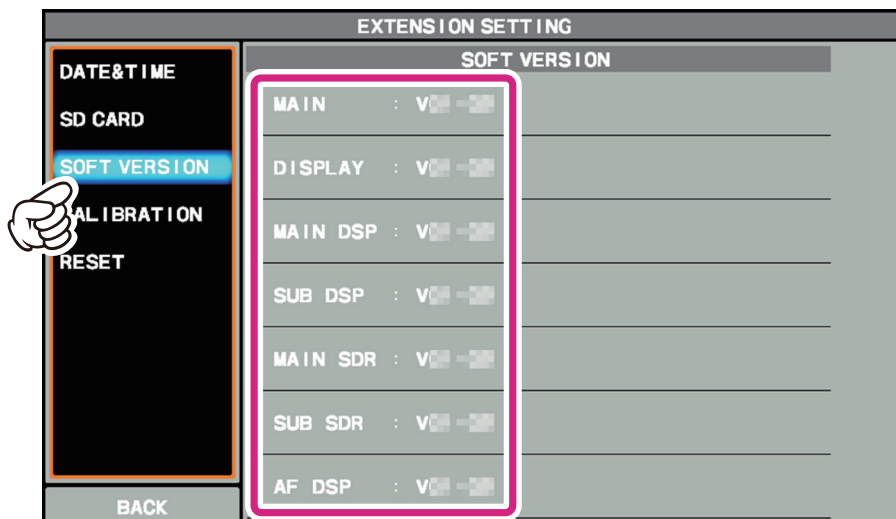 EXTENSION SETTING
DATE&TIME
SD CARD
SOFT VERSION
CALIBRATION
RESET
BACK
SOFT VERSION
MAIN : V
DISPLAY : V
MAIN DSP : V
SUB DSP : V
MAIN SDR : V
SUB SDR : V
AF DSP : V